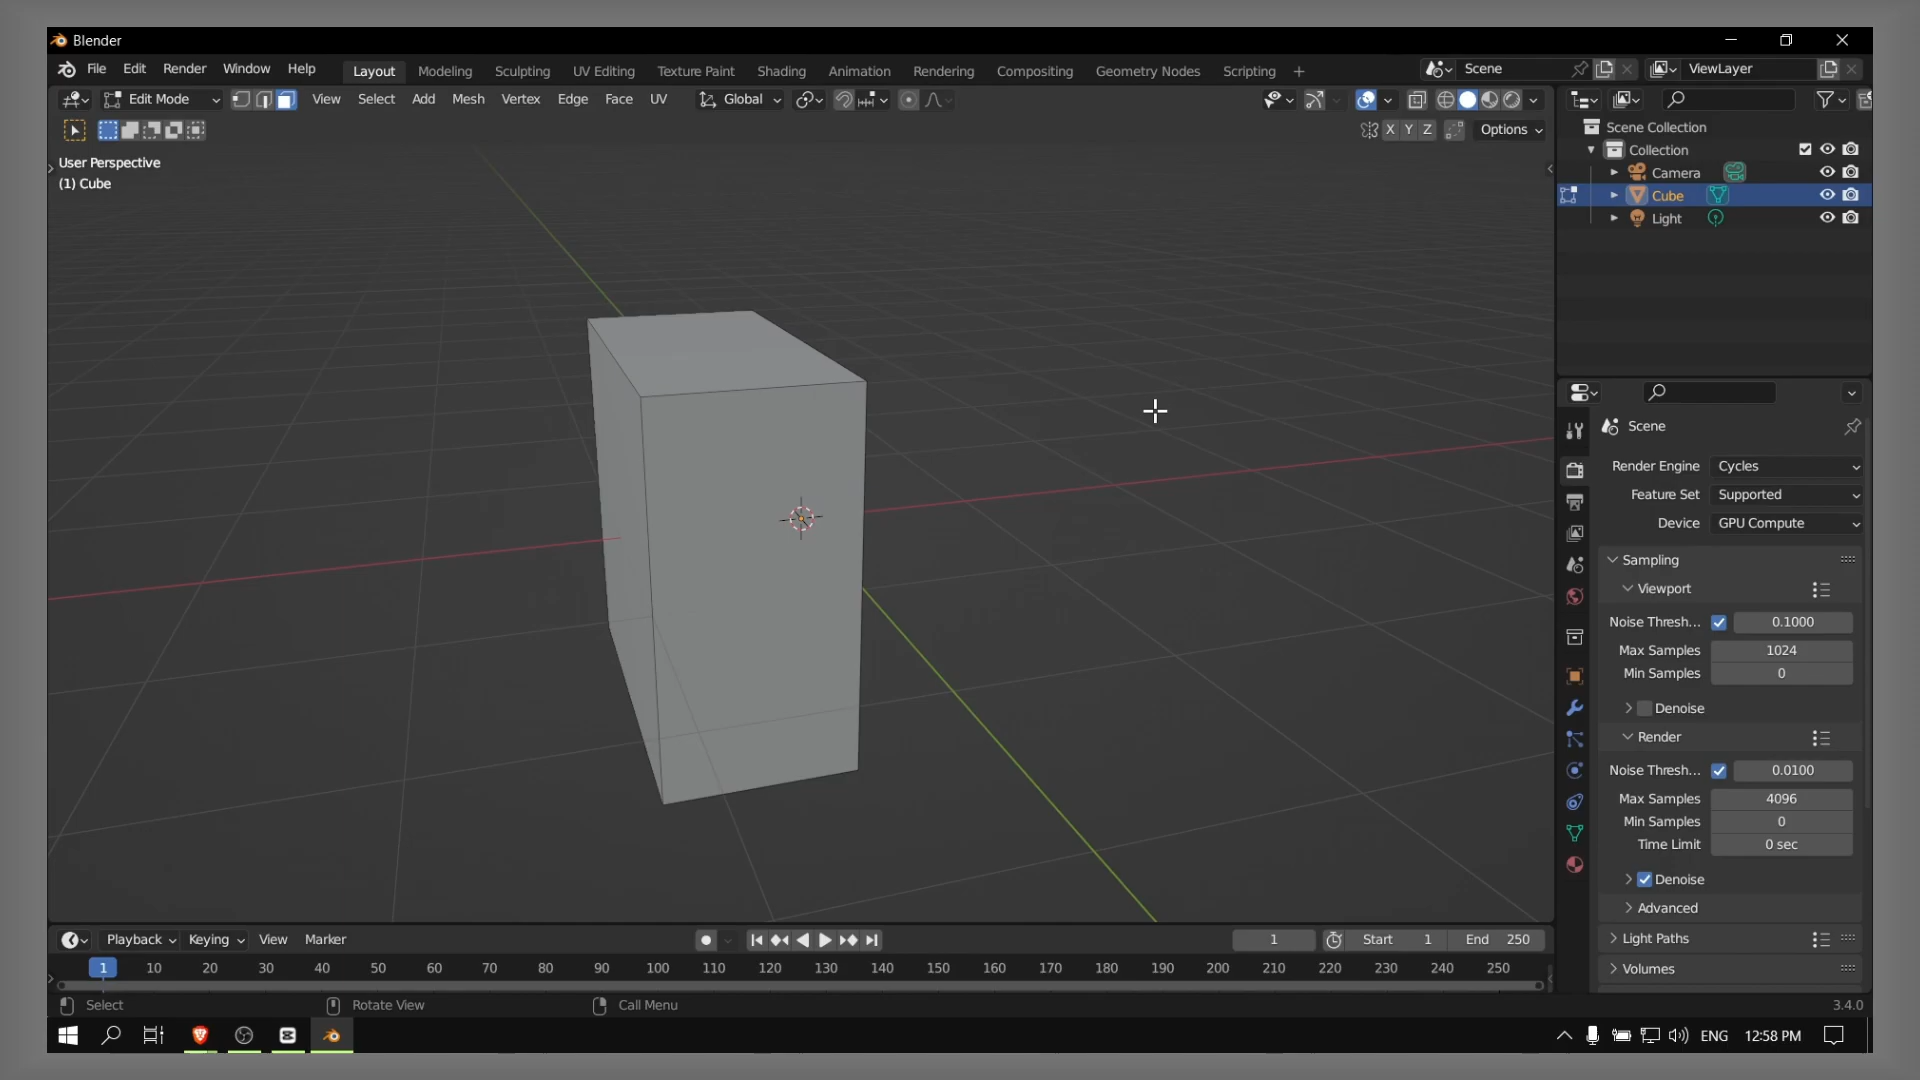 Blender
File Edit Render Window Help Layout Modeling Sculpting UV Editing Texture Paint Shading Animation Rendering Compositing Geometry Nodes Scripting + Scene ViewLayer
Edit Mode View Select Add Mesh Vertex Edge Face UV Global
X Y Z Options
User Perspective
(1) Cube
Scene Collection
Collection
Camera
Cube
Light
Scene
Render Engine Cycles
Feature Set Supported
Device GPU Compute
Sampling
Viewport
Noise Thresh... 0.1000
Max Samples 1024
Min Samples 0
Denoise
Render
Noise Thresh... 0.0100
Max Samples 4096
Min Samples 0
Time Limit 0 sec
Denoise
Advanced
Light Paths
Volumes
Playback Keying View Marker 1 Start 1 End 250
1 10 20 30 40 50 60 70 80 90 100 110 120 130 140 150 160 170 180 190 200 210 220 230 240 250
Select Rotate View Call Menu 3.4.0
ENG 12:58 PM